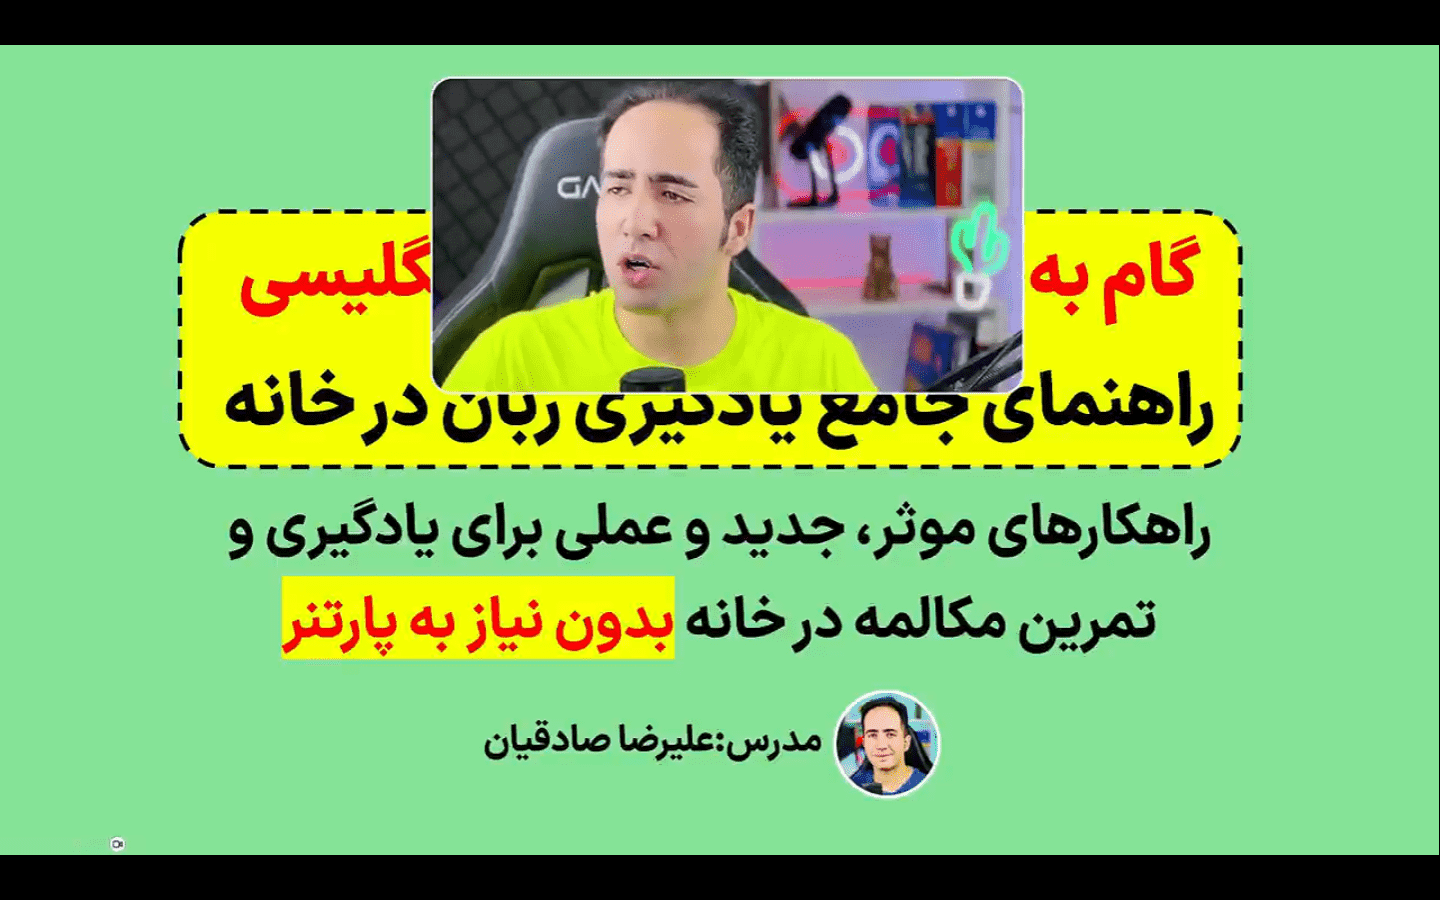 گام به
راهنمای جامع یادگیری زبان در خانه
راهکارهای موثر، جدید و عملی برای یادگیری و
تمرین مکالمه در خانه بدون نیاز به پارتنر
مدرس:علیرضا صادقیان